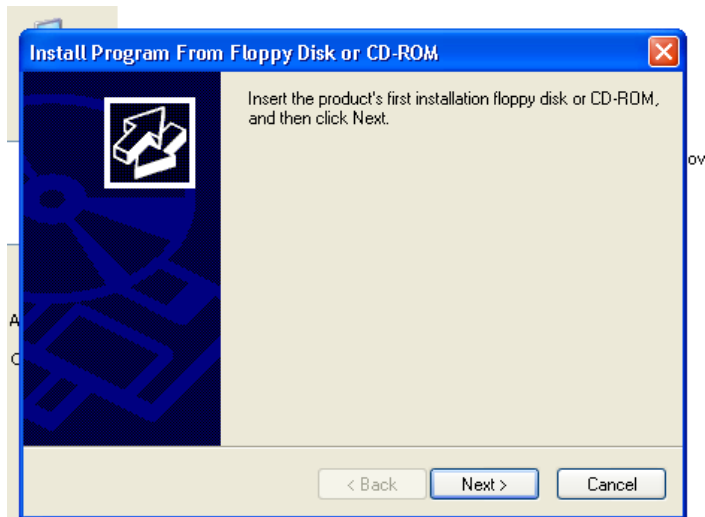 Install Program From Floppy Disk or CD-ROM
Insert the product's first installation floppy disk or CD-ROM,
and then click Next.
ov
A
< Back
Next >
Cancel